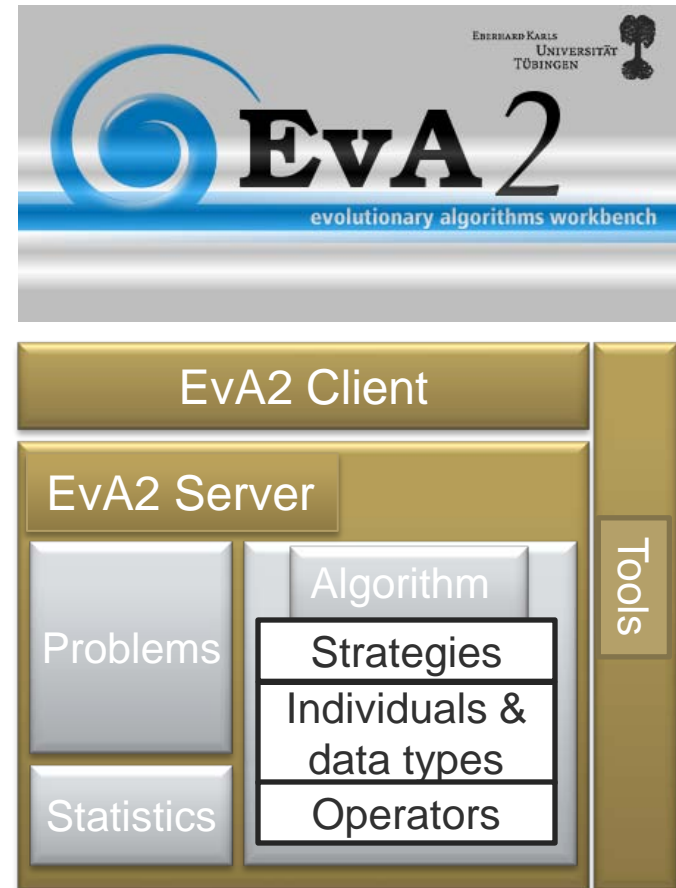 EBERHARD KARLS
UNIVERSITÄT
TÜBINGEN
EvA2
evolutionary algorithms workbench
EvA2 Client
EvA2 Server
Tools
Algorithm
Problems
Strategies
Individuals &
data types
Operators
Statistics